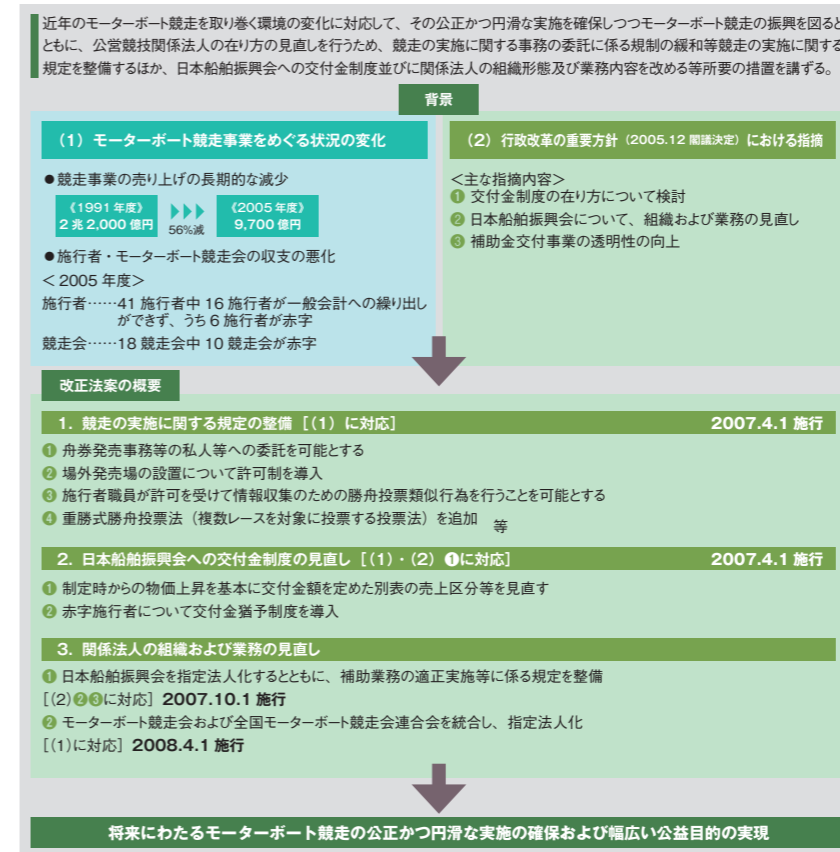 近年のモーターボート競走を取り巻く環境の変化に対応して、その公正かつ円滑な実施を確保しつつモーターボート競走の振興を図ると
ともに、公営競技関係法人の在り方の見直しを行うため、競走の実施に関する事務の委託に係る規制の緩和等競走の実施に関する
規定を整備するほか、日本船舶振興会への交付金制度並びに関係法人の組織形態及び業務内容を改める等所要の措置を講ずる。
背景
（1）モーターボート競走事業をめぐる状況の変化
●競走事業の売り上げの長期的な減少
《1991 年度》
2 兆 2,000 億円
56%減
《2005 年度》
9,700 億円
●施行者・モーターボート競走会の収支の悪化
＜ 2005 年度＞
施行者……41 施行者中 16 施行者が一般会計への繰り出し
ができず、うち 6 施行者が赤字
競走会……18 競走会中 10 競走会が赤字
（2）行政改革の重要方針（2005.12 閣議決定）における指摘
＜主な指摘内容＞
❶ 交付金制度の在り方について検討
❷ 日本船舶振興会について、組織および業務の見直し
❸ 補助金交付事業の透明性の向上
改正法案の概要
1. 競走の実施に関する規定の整備［(1) に対応］ 2007.4.1 施行
❶ 舟券発売事務等の私人等への委託を可能とする
❷ 場外発売場の設置について許可制を導入
❸ 施行者職員が許可を受けて情報収集のための勝舟投票類似行為を行うことを可能とする
❹ 重勝式勝舟投票法（複数レースを対象に投票する投票法）を追加 等
2. 日本船舶振興会への交付金制度の見直し［(1)・(2) ❶に対応］ 2007.4.1 施行
❶ 制定時からの物価上昇を基本に交付金額を定めた別表の売上区分等を見直す
❷ 赤字施行者について交付金猶予制度を導入
3. 関係法人の組織および業務の見直し
❶ 日本船舶振興会を指定法人化するとともに、補助業務の適正実施等に係る規定を整備
［(2)❷❸に対応］2007.10.1 施行
❷ モーターボート競走会および全国モーターボート競走会連合会を統合し、指定法人化
［(1)に対応］2008.4.1 施行
将来にわたるモーターボート競走の公正かつ円滑な実施の確保および幅広い公益目的の実現